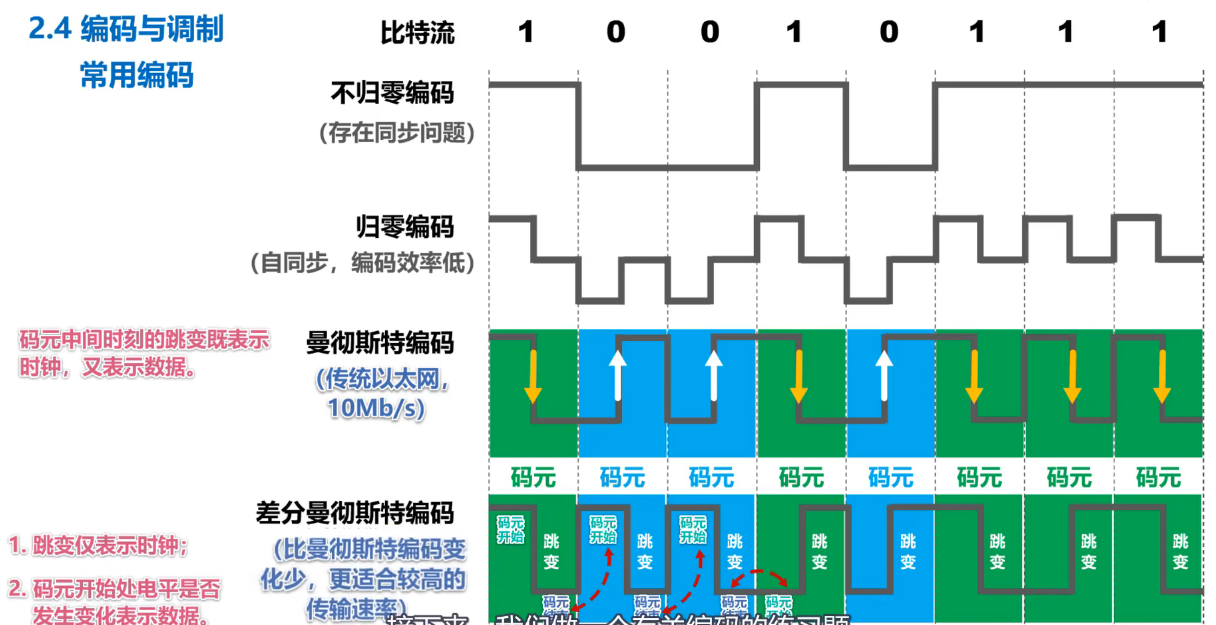 2.4 编码与调制
常用编码
比特流 1 0 0 1 0 1 1 1
不归零编码
（存在同步问题）
归零编码
（自同步，编码效率低）
码元中间时刻的跳变既表示
时钟，又表示数据。
曼彻斯特编码
（传统以太网，
10Mb/s）
码元 码元 码元 码元 码元 码元 码元 码元
差分曼彻斯特编码
（比曼彻斯特编码变
化少，更适合较高的
传输速率）
1. 跳变仅表示时钟；
2. 码元开始处电平是否
发生变化表示数据。
码元
开始
跳
变
码元
码元
开始
跳
变
码元
码元
开始
跳
变
码元
码元
跳
变
跳
变
跳
变
跳
变
跳
变
接下来，我们做一个有关编码的练习题